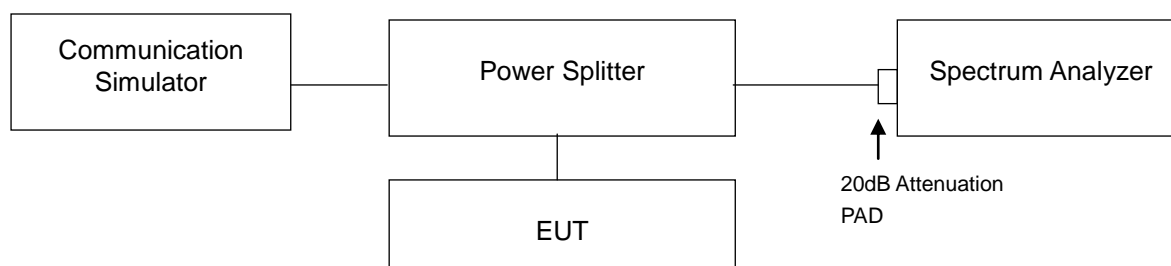 Communication
Simulator
Power Splitter
Spectrum Analyzer
20dB Attenuation
PAD
EUT